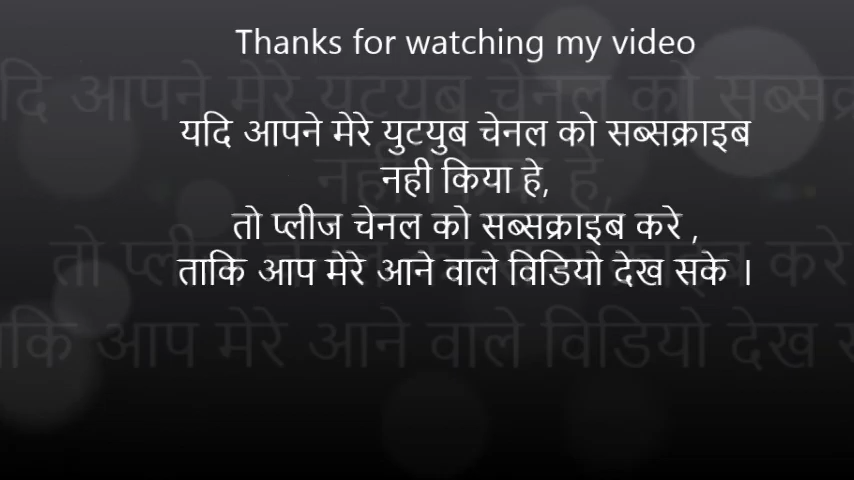 Thanks for watching my video
यदि आपने मेरे युटयुब चेनल को सब्सक्राइब
नही किया हे,
तो प्लीज चेनल को सब्सक्राइब करे ,
ताकि आप मेरे आने वाले विडियो देख सके ।